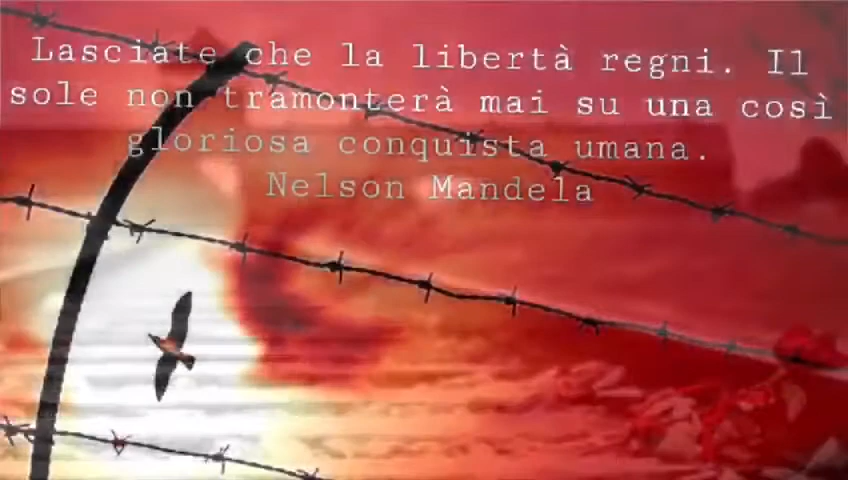 Lasciate che la libertà regni. Il
sole non tramonterà mai su una così
gloriosa conquista umana.
Nelson Mandela